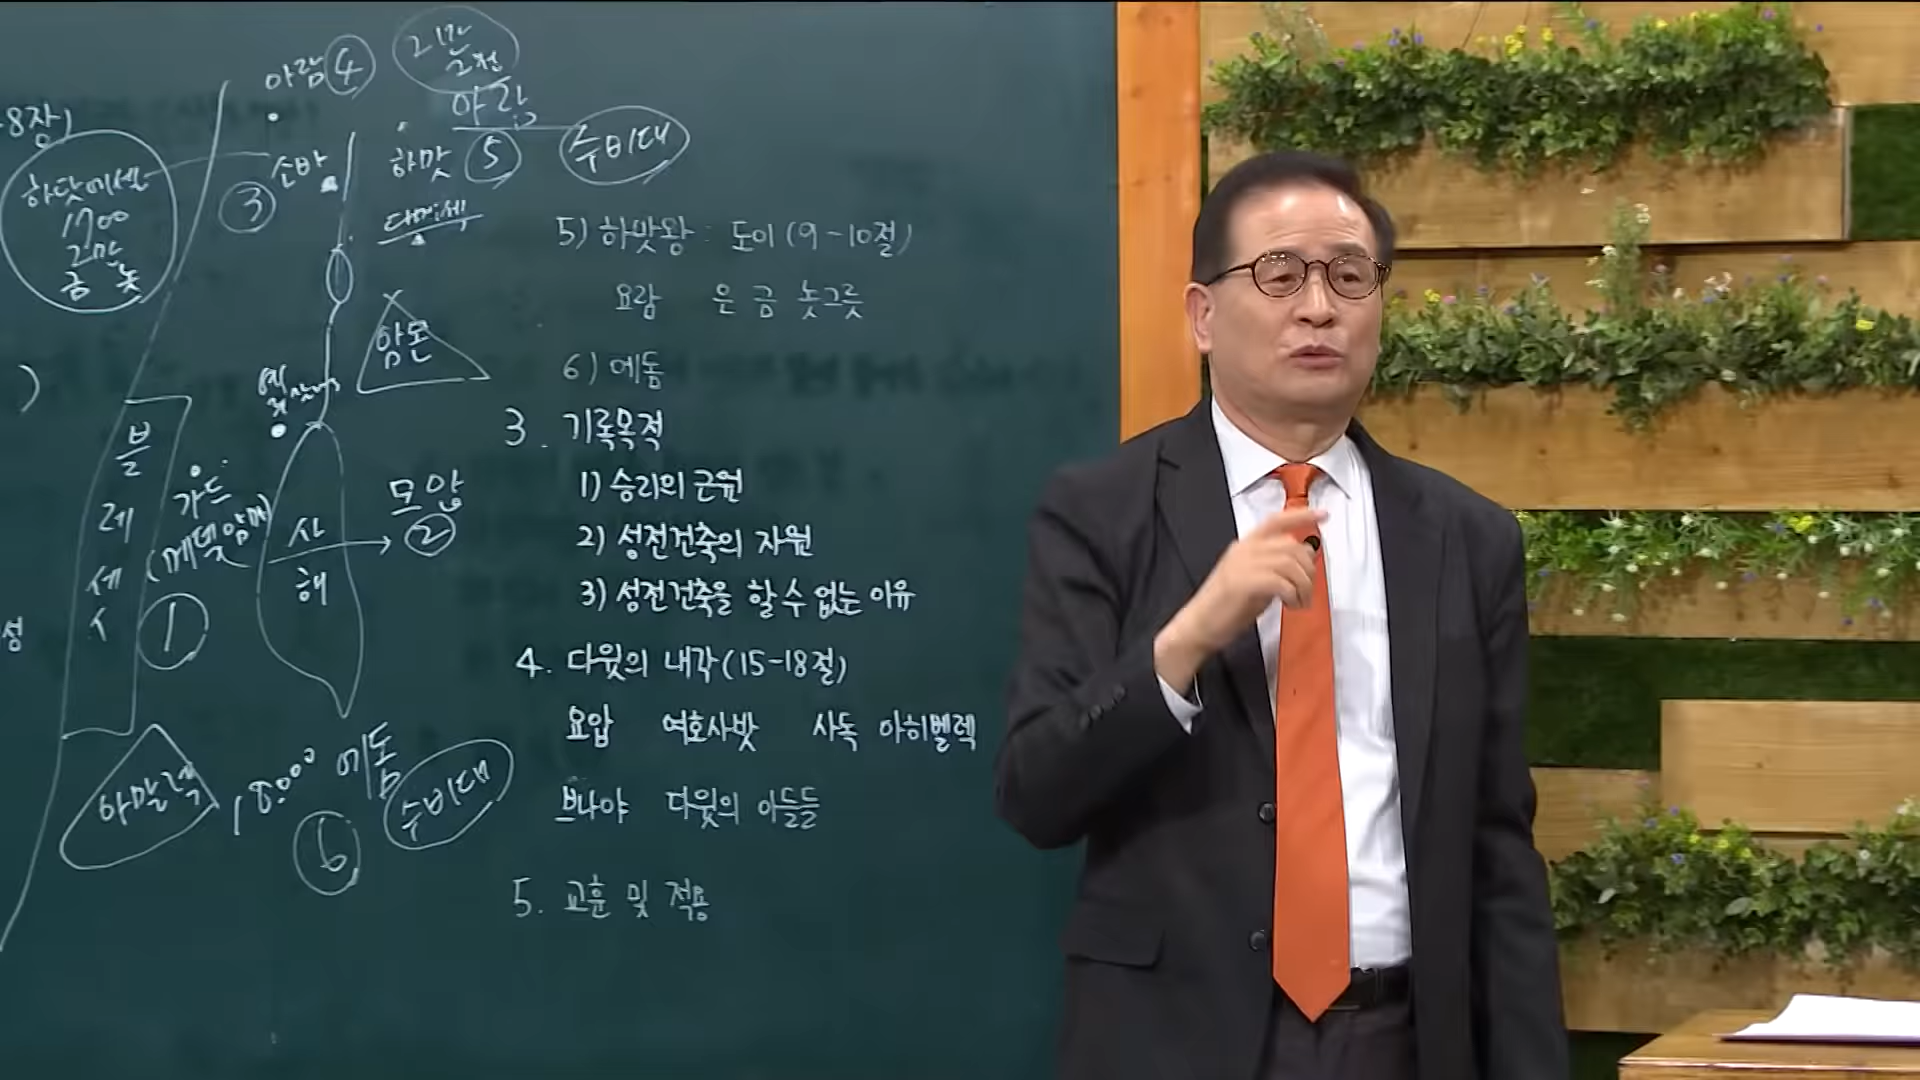 아람 ④
2만
아람
수비대
-8장)
하닷에셀
1700
2만
금 놋
③
소바
하맛 ⑤
다메섹
암몬
블
레
세
가드
(메덱암마)
①
사
해
모압
②
아말렉
18000 에돔
⑥
수비대
성
5) 하맛왕 : 도이 (9-10절)
요람 은 금 놋그릇
6) 에돔
3. 기록목적
1) 승리의 근원
2) 성전건축의 자원
3) 성전건축을 할 수 없는 이유
4. 다윗의 내각 (15-18절)
요압 여호사밧 사독 아히멜렉
브나야 다윗의 아들들
5. 교훈 및 적용